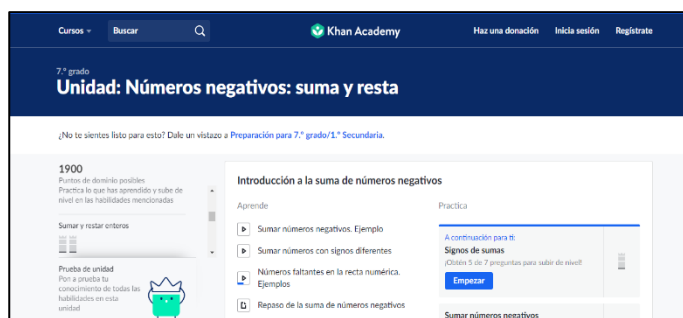 Cursos
Buscar
Khan Academy
Haz una donación
Inicia sesión
Regístrate
7.º grado
Unidad: Números negativos: suma y resta
¿No te sientes listo para esto? Dale un vistazo a Preparación para 7.º grado/1.º Secundaria.
1900
Puntos de dominio posibles
Practica lo que has aprendido y sube de
nivel en las habilidades mencionadas
Sumar y restar enteros
Prueba de unidad
Pon a prueba tu
conocimiento de todas las
habilidades en esta
unidad
Introducción a la suma de números negativos
Aprende
Sumar números negativos. Ejemplo
Sumar números con signos diferentes
Números faltantes en la recta numérica.
Ejemplos
Repaso de la suma de números negativos
Practica
A continuación para ti:
Signos de sumas
¡Obtén 5 de 7 preguntas para subir de nivel!
Empezar
Sumar números negativos